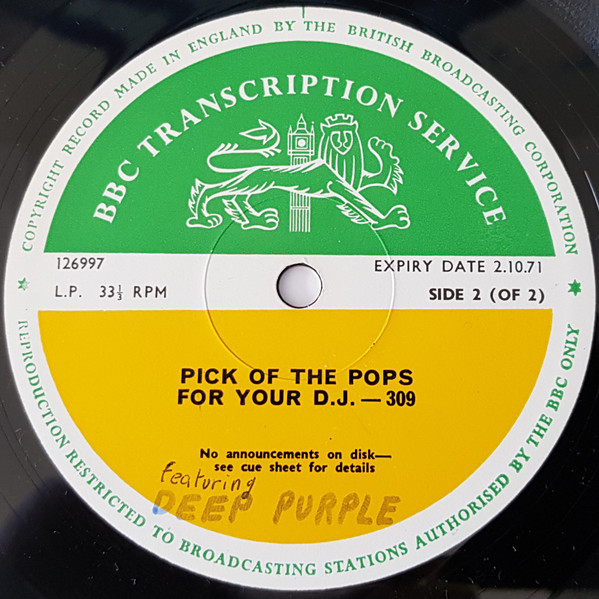 COPYRIGHT RECORD MADE IN ENGLAND BY THE BRITISH BROADCASTING CORPORATION
BBC TRANSCRIPTION SERVICE
126997
EXPIRY DATE 2.10.71
L.P. 33⅓ RPM
SIDE 2 (OF 2)
PICK OF THE POPS
FOR YOUR D.J. — 309
No announcements on disk—
see cue sheet for details
featuring
DEEP PURPLE
REPRODUCTION RESTRICTED TO BROADCASTING STATIONS AUTHORISED BY THE BBC ONLY